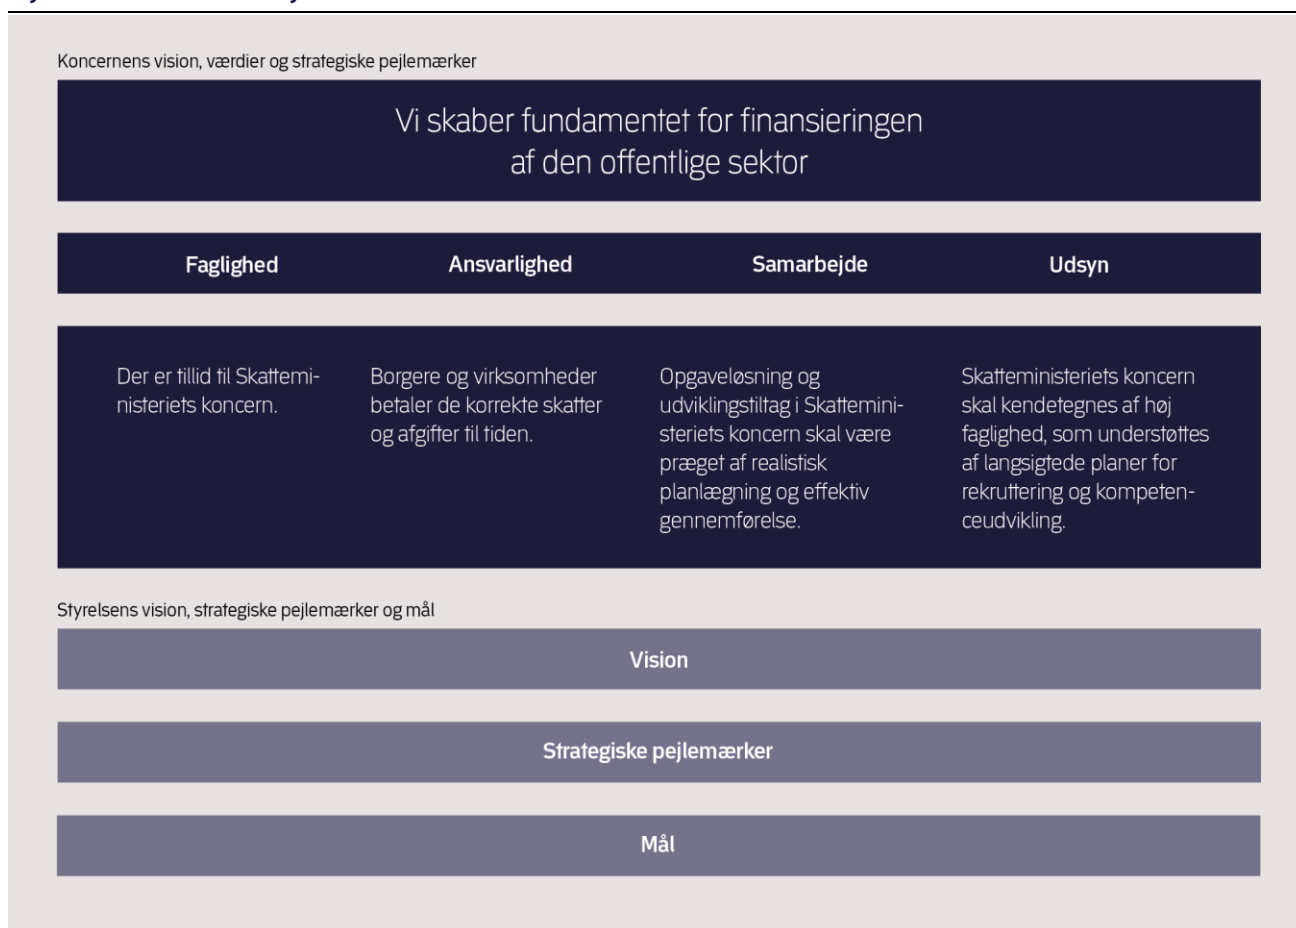 Koncernens vision, værdier og strategiske pejlemærker
Vi skaber fundamentet for finansieringen
af den offentlige sektor
Faglighed
Ansvarlighed
Samarbejde
Udsyn
Der er tillid til Skattemi-
nisteriets koncern.
Borgere og virksomheder
betaler de korrekte skatter
og afgifter til tiden.
Opgaveløsning og
udviklingstiltag i Skattemini-
steriets koncern skal være
præget af realistisk
planlægning og effektiv
gennemførelse.
Skatteministeriets koncern
skal kendetegnes af høj
faglighed, som understøttes
af langsigtede planer for
rekruttering og kompeten-
ceudvikling.
Styrelsens vision, strategiske pejlemærker og mål
Vision
Strategiske pejlemærker
Mål